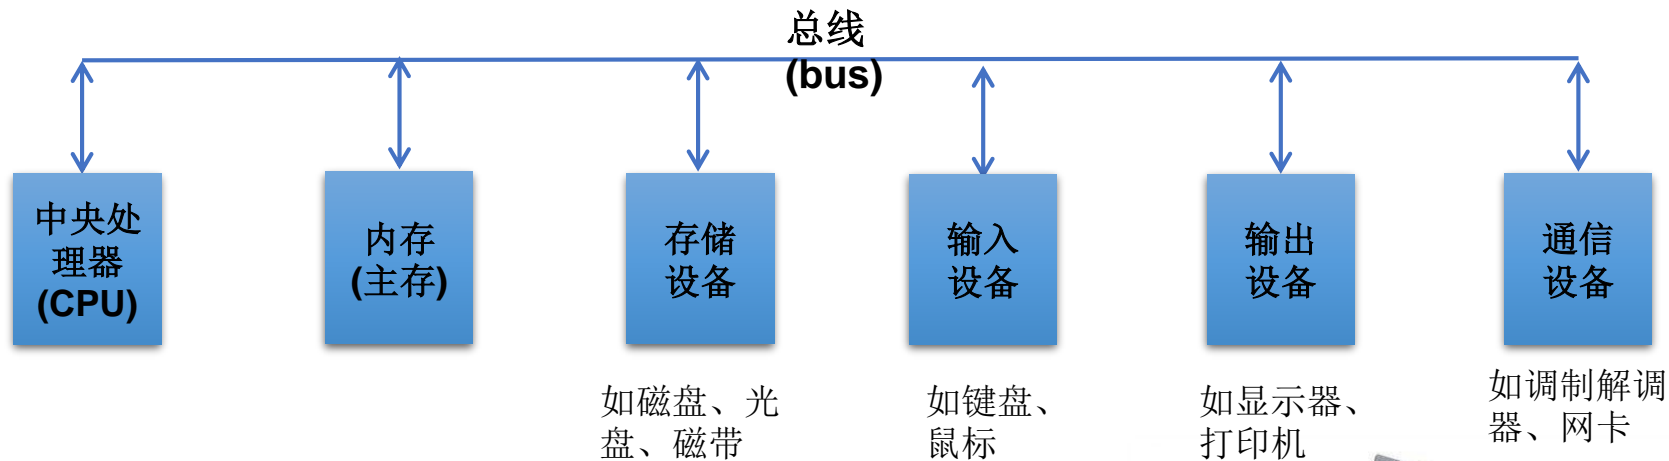 总线
(bus)
中央处
理器
(CPU)
内存
(主存)
存储
设备
输入
设备
输出
设备
通信
设备
如磁盘、光
盘、磁带
如键盘、
鼠标
如显示器、
打印机
如调制解调
器、网卡